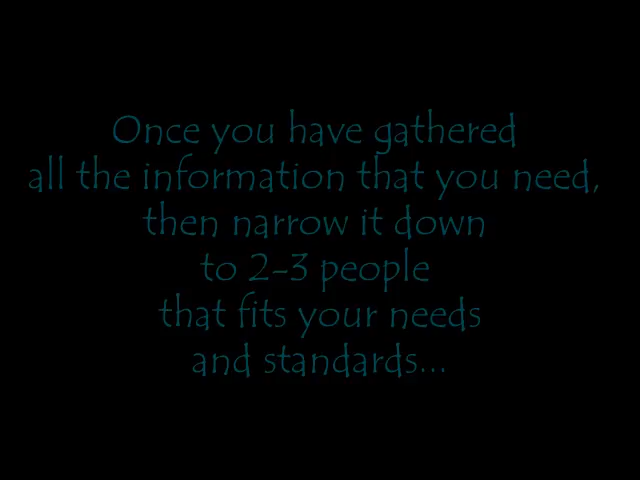 Once you have gathered
all the information that you need,
then narrow it down
to 2-3 people
that fits your needs
and standards...